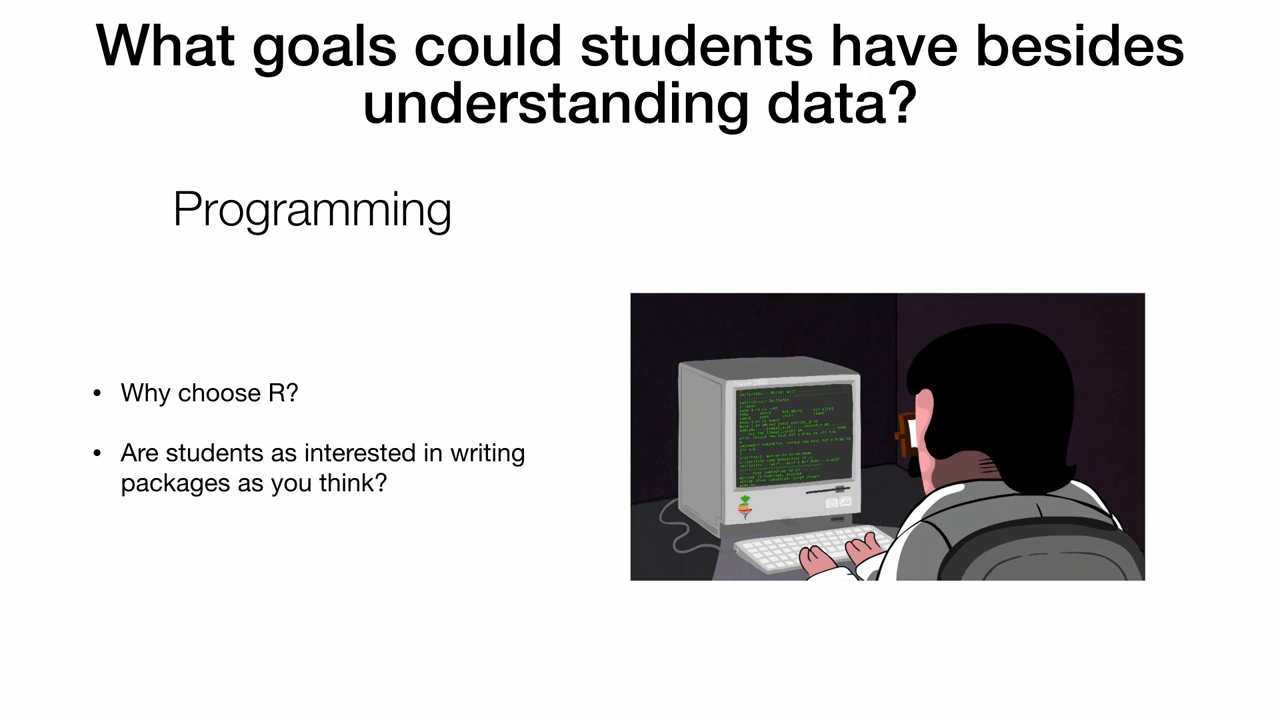 What goals could students have besides
understanding data?
Programming
• Why choose R?
• Are students as interested in writing
packages as you think?